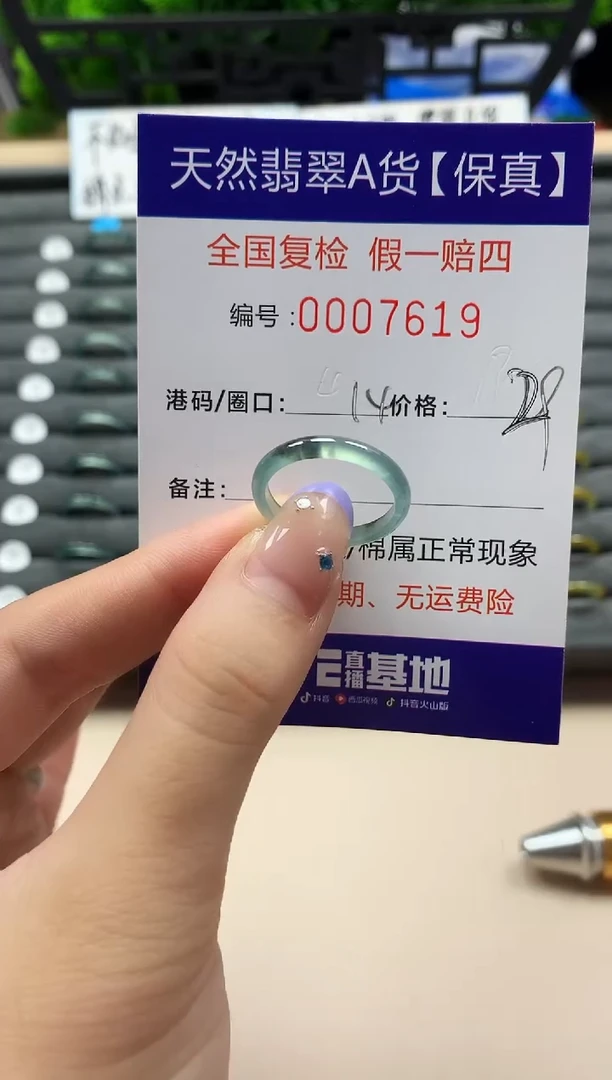 天然翡翠A货【保真】
全国复检 假一赔四
编号:0007619
港码/圈口: 14 价格:
备注:
棉属正常现象
期、无运费险
直播基地
抖音 西瓜视频 抖音火山版